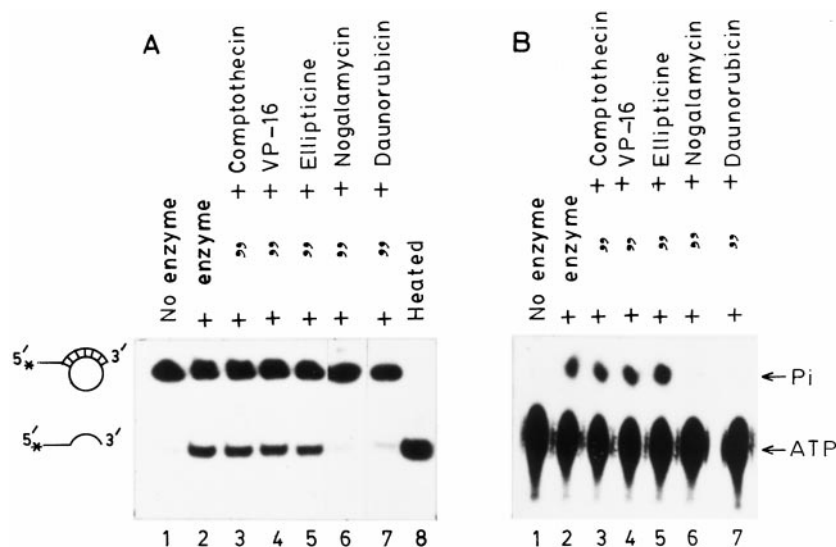 A
No enzyme
+ enzyme
+ ,, + Comptothecin
+ ,, + VP-16
+ ,, + Ellipticine
+ ,, + Nogalamycin
+ ,, + Daunorubicin
Heated
5′ * 3′
5′ * 3′
1 2 3 4 5 6 7 8
B
No enzyme
+ enzyme
+ ,, + Comptothecin
+ ,, + VP-16
+ ,, + Ellipticine
+ ,, + Nogalamycin
+ ,, + Daunorubicin
← Pi
← ATP
1 2 3 4 5 6 7